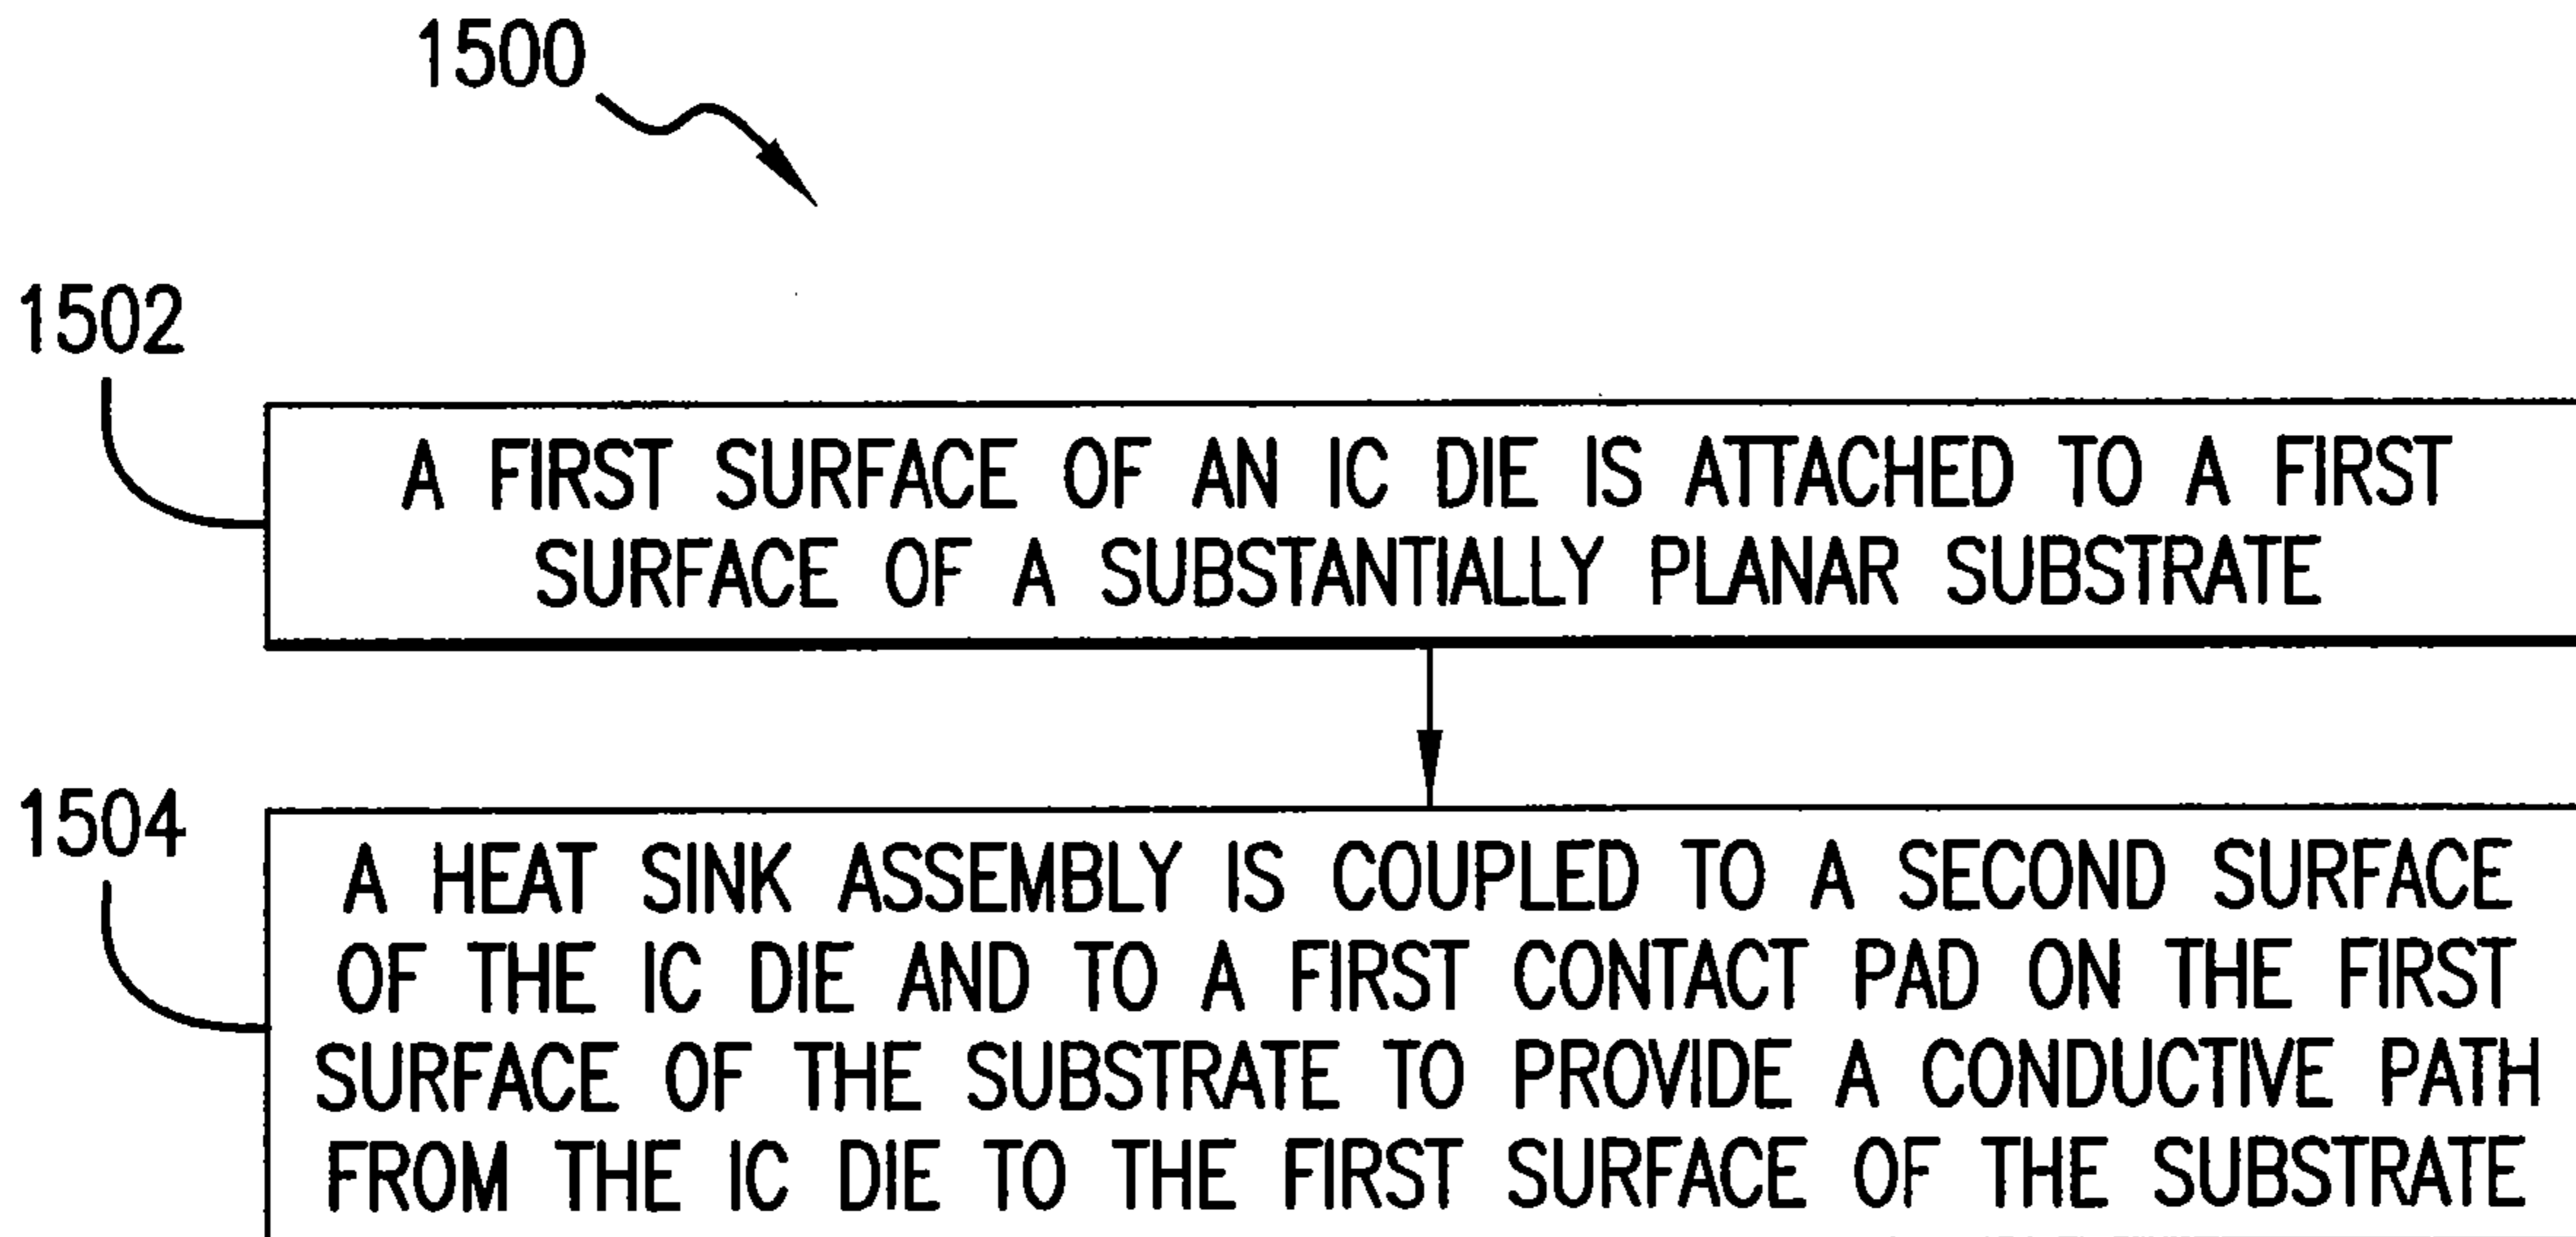 1500
1502
A FIRST SURFACE OF AN IC DIE IS ATTACHED TO A FIRST
SURFACE OF A SUBSTANTIALLY PLANAR SUBSTRATE
1504
A HEAT SINK ASSEMBLY IS COUPLED TO A SECOND SURFACE
OF THE IC DIE AND TO A FIRST CONTACT PAD ON THE FIRST
SURFACE OF THE SUBSTRATE TO PROVIDE A CONDUCTIVE PATH
FROM THE IC DIE TO THE FIRST SURFACE OF THE SUBSTRATE